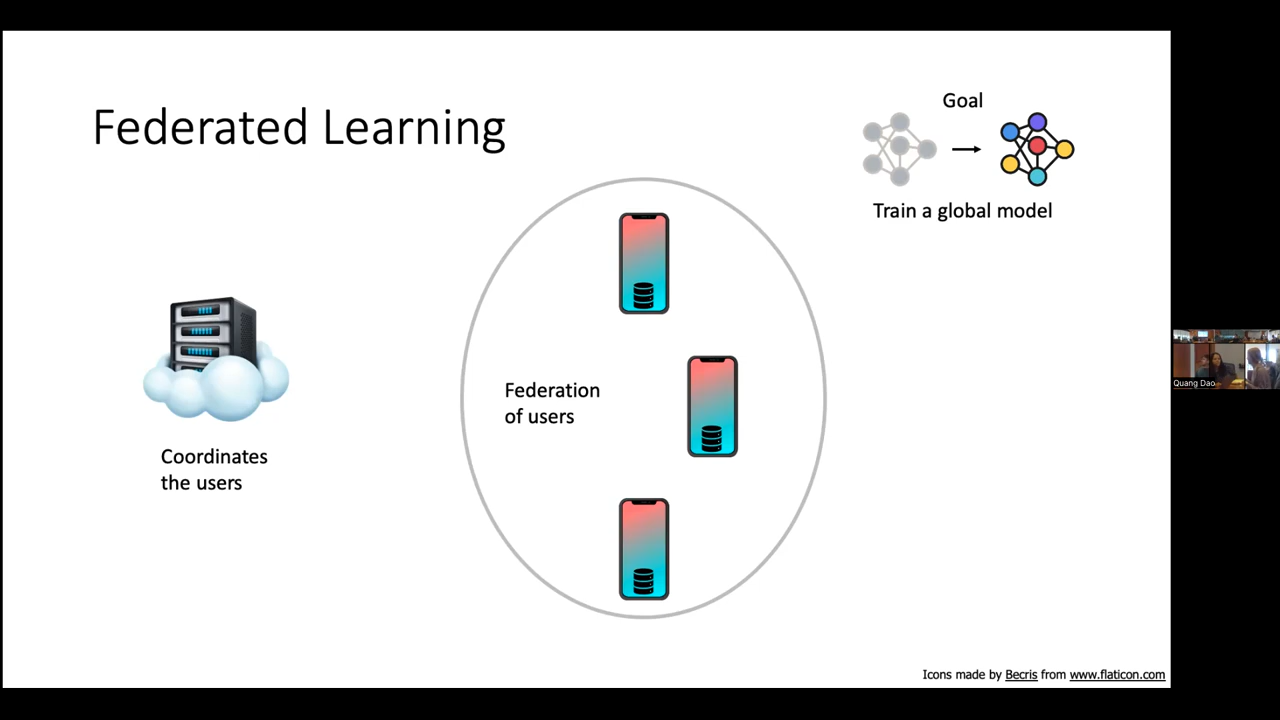 Federated Learning
Goal
Train a global model
Federation
of users
Coordinates
the users
Icons made by Becris from www.flaticon.com
Quang Dao